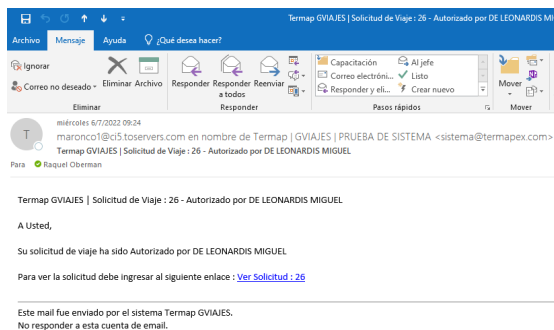 Termap GVIAJES | Solicitud de Viaje : 26 - Autorizado por DE LEONARDIS MI
Archivo Mensaje Ayuda ¿Qué desea hacer?
Ignorar
Correo no deseado
Eliminar Archivo
Eliminar
Responder Responder a todos Reenviar
Responder
Capacitación Al jefe
Correo electróni... Listo
Responder y eli... Crear nuevo
Pasos rápidos
Mover
Mover
T
miércoles 6/7/2022 09:24
maronco1@ci5.toservers.com en nombre de Termap | GVIAJES | PRUEBA DE SISTEMA <sistema@termapex.com>
Termap GVIAJES | Solicitud de Viaje : 26 - Autorizado por DE LEONARDIS MIGUEL
Para Raquel Oberman
Termap GVIAJES | Solicitud de Viaje : 26 - Autorizado por DE LEONARDIS MIGUEL
A Usted,
Su solicitud de viaje ha sido Autorizado por DE LEONARDIS MIGUEL
Para ver la solicitud debe ingresar al siguiente enlace : Ver Solicitud : 26
Este mail fue enviado por el sistema Termap GVIAJES.
No responder a esta cuenta de email.